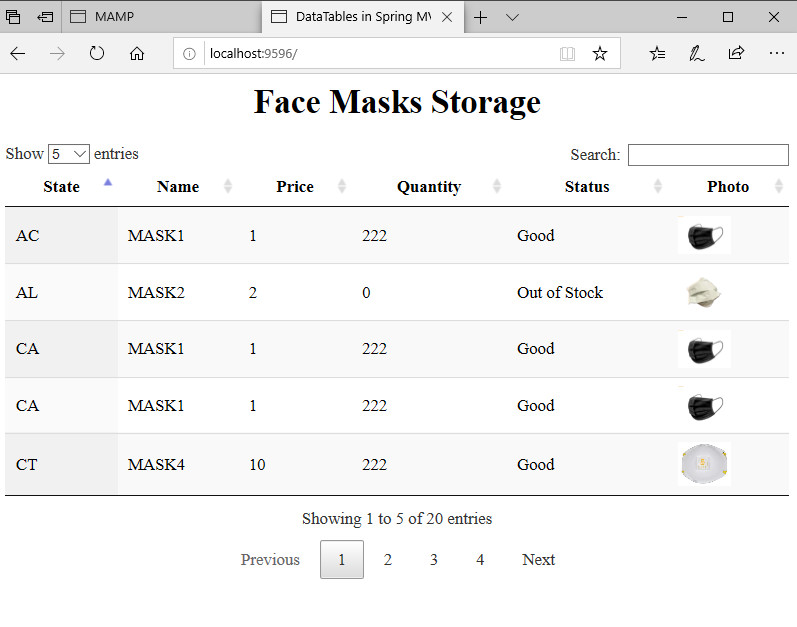 MAMP
DataTables in Spring MV
localhost:9596/
Face Masks Storage
Show 5 entries
Search:
State Name Price Quantity Status Photo
AC MASK1 1 222 Good
AL MASK2 2 0 Out of Stock
CA MASK1 1 222 Good
CA MASK1 1 222 Good
CT MASK4 10 222 Good
Showing 1 to 5 of 20 entries
Previous 1 2 3 4 Next